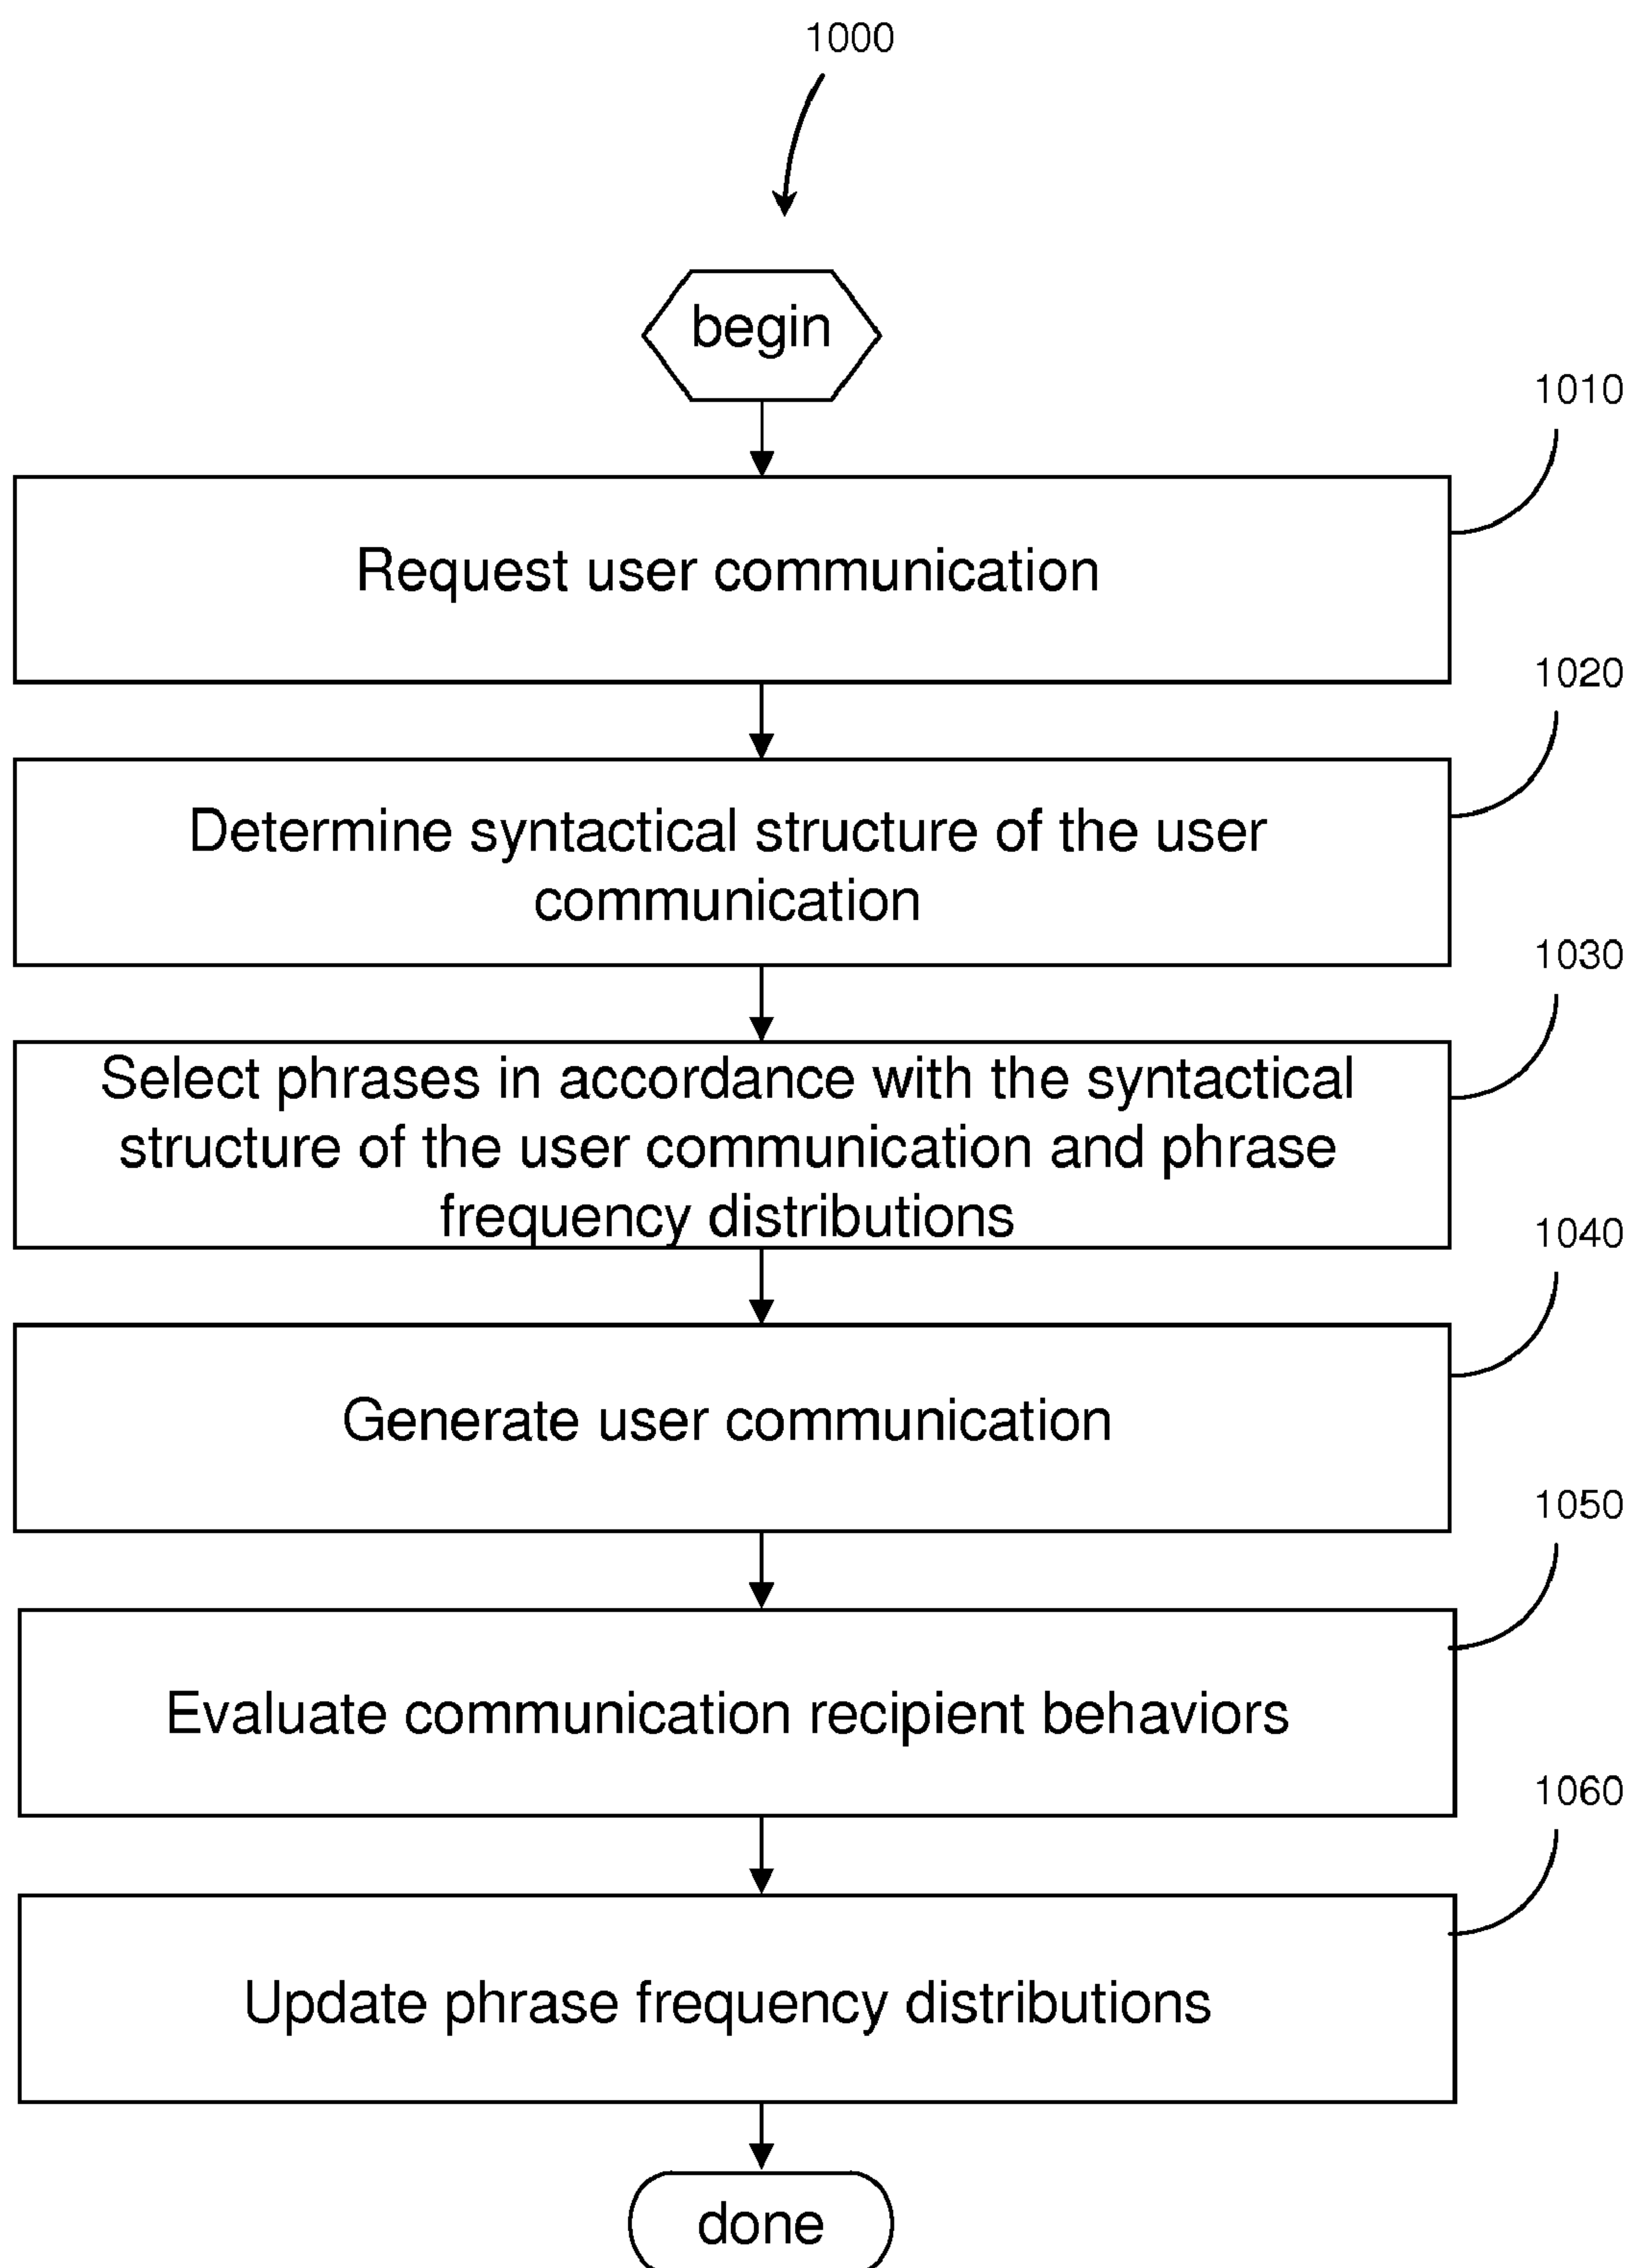 1000
begin
1010
Request user communication
1020
Determine syntactical structure of the user
communication
1030
Select phrases in accordance with the syntactical
structure of the user communication and phrase
frequency distributions
1040
Generate user communication
1050
Evaluate communication recipient behaviors
1060
Update phrase frequency distributions
done